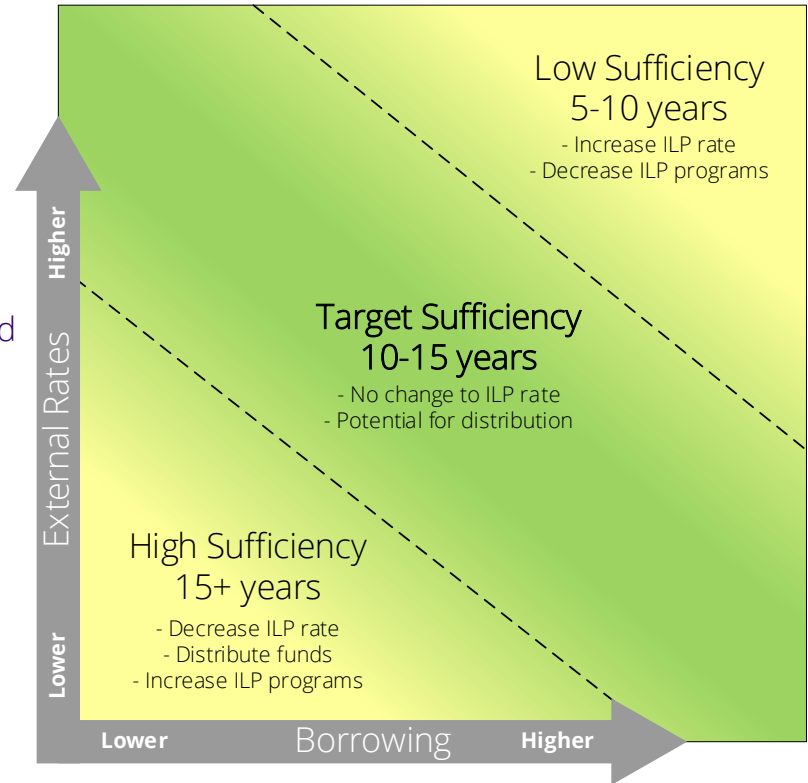 Low Sufficiency
5-10 years
- Increase ILP rate
- Decrease ILP programs
Target Sufficiency
10-15 years
- No change to ILP rate
- Potential for distribution
High Sufficiency
15+ years
- Decrease ILP rate
- Distribute funds
- Increase ILP programs
Higher
External Rates
Lower
d
Lower
Borrowing
Higher